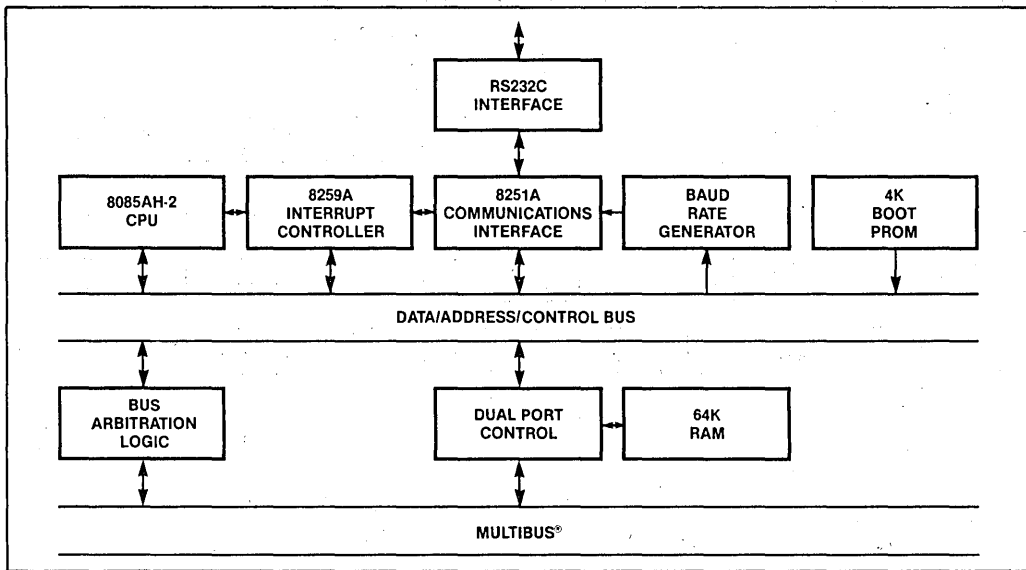 RS232C
INTERFACE
8085AH-2
CPU
8259A
INTERRUPT
CONTROLLER
8251A
COMMUNICATIONS
INTERFACE
BAUD
RATE
GENERATOR
4K
BOOT
PROM
DATA/ADDRESS/CONTROL BUS
BUS
ARBITRATION
LOGIC
DUAL PORT
CONTROL
64K
RAM
MULTIBUS®